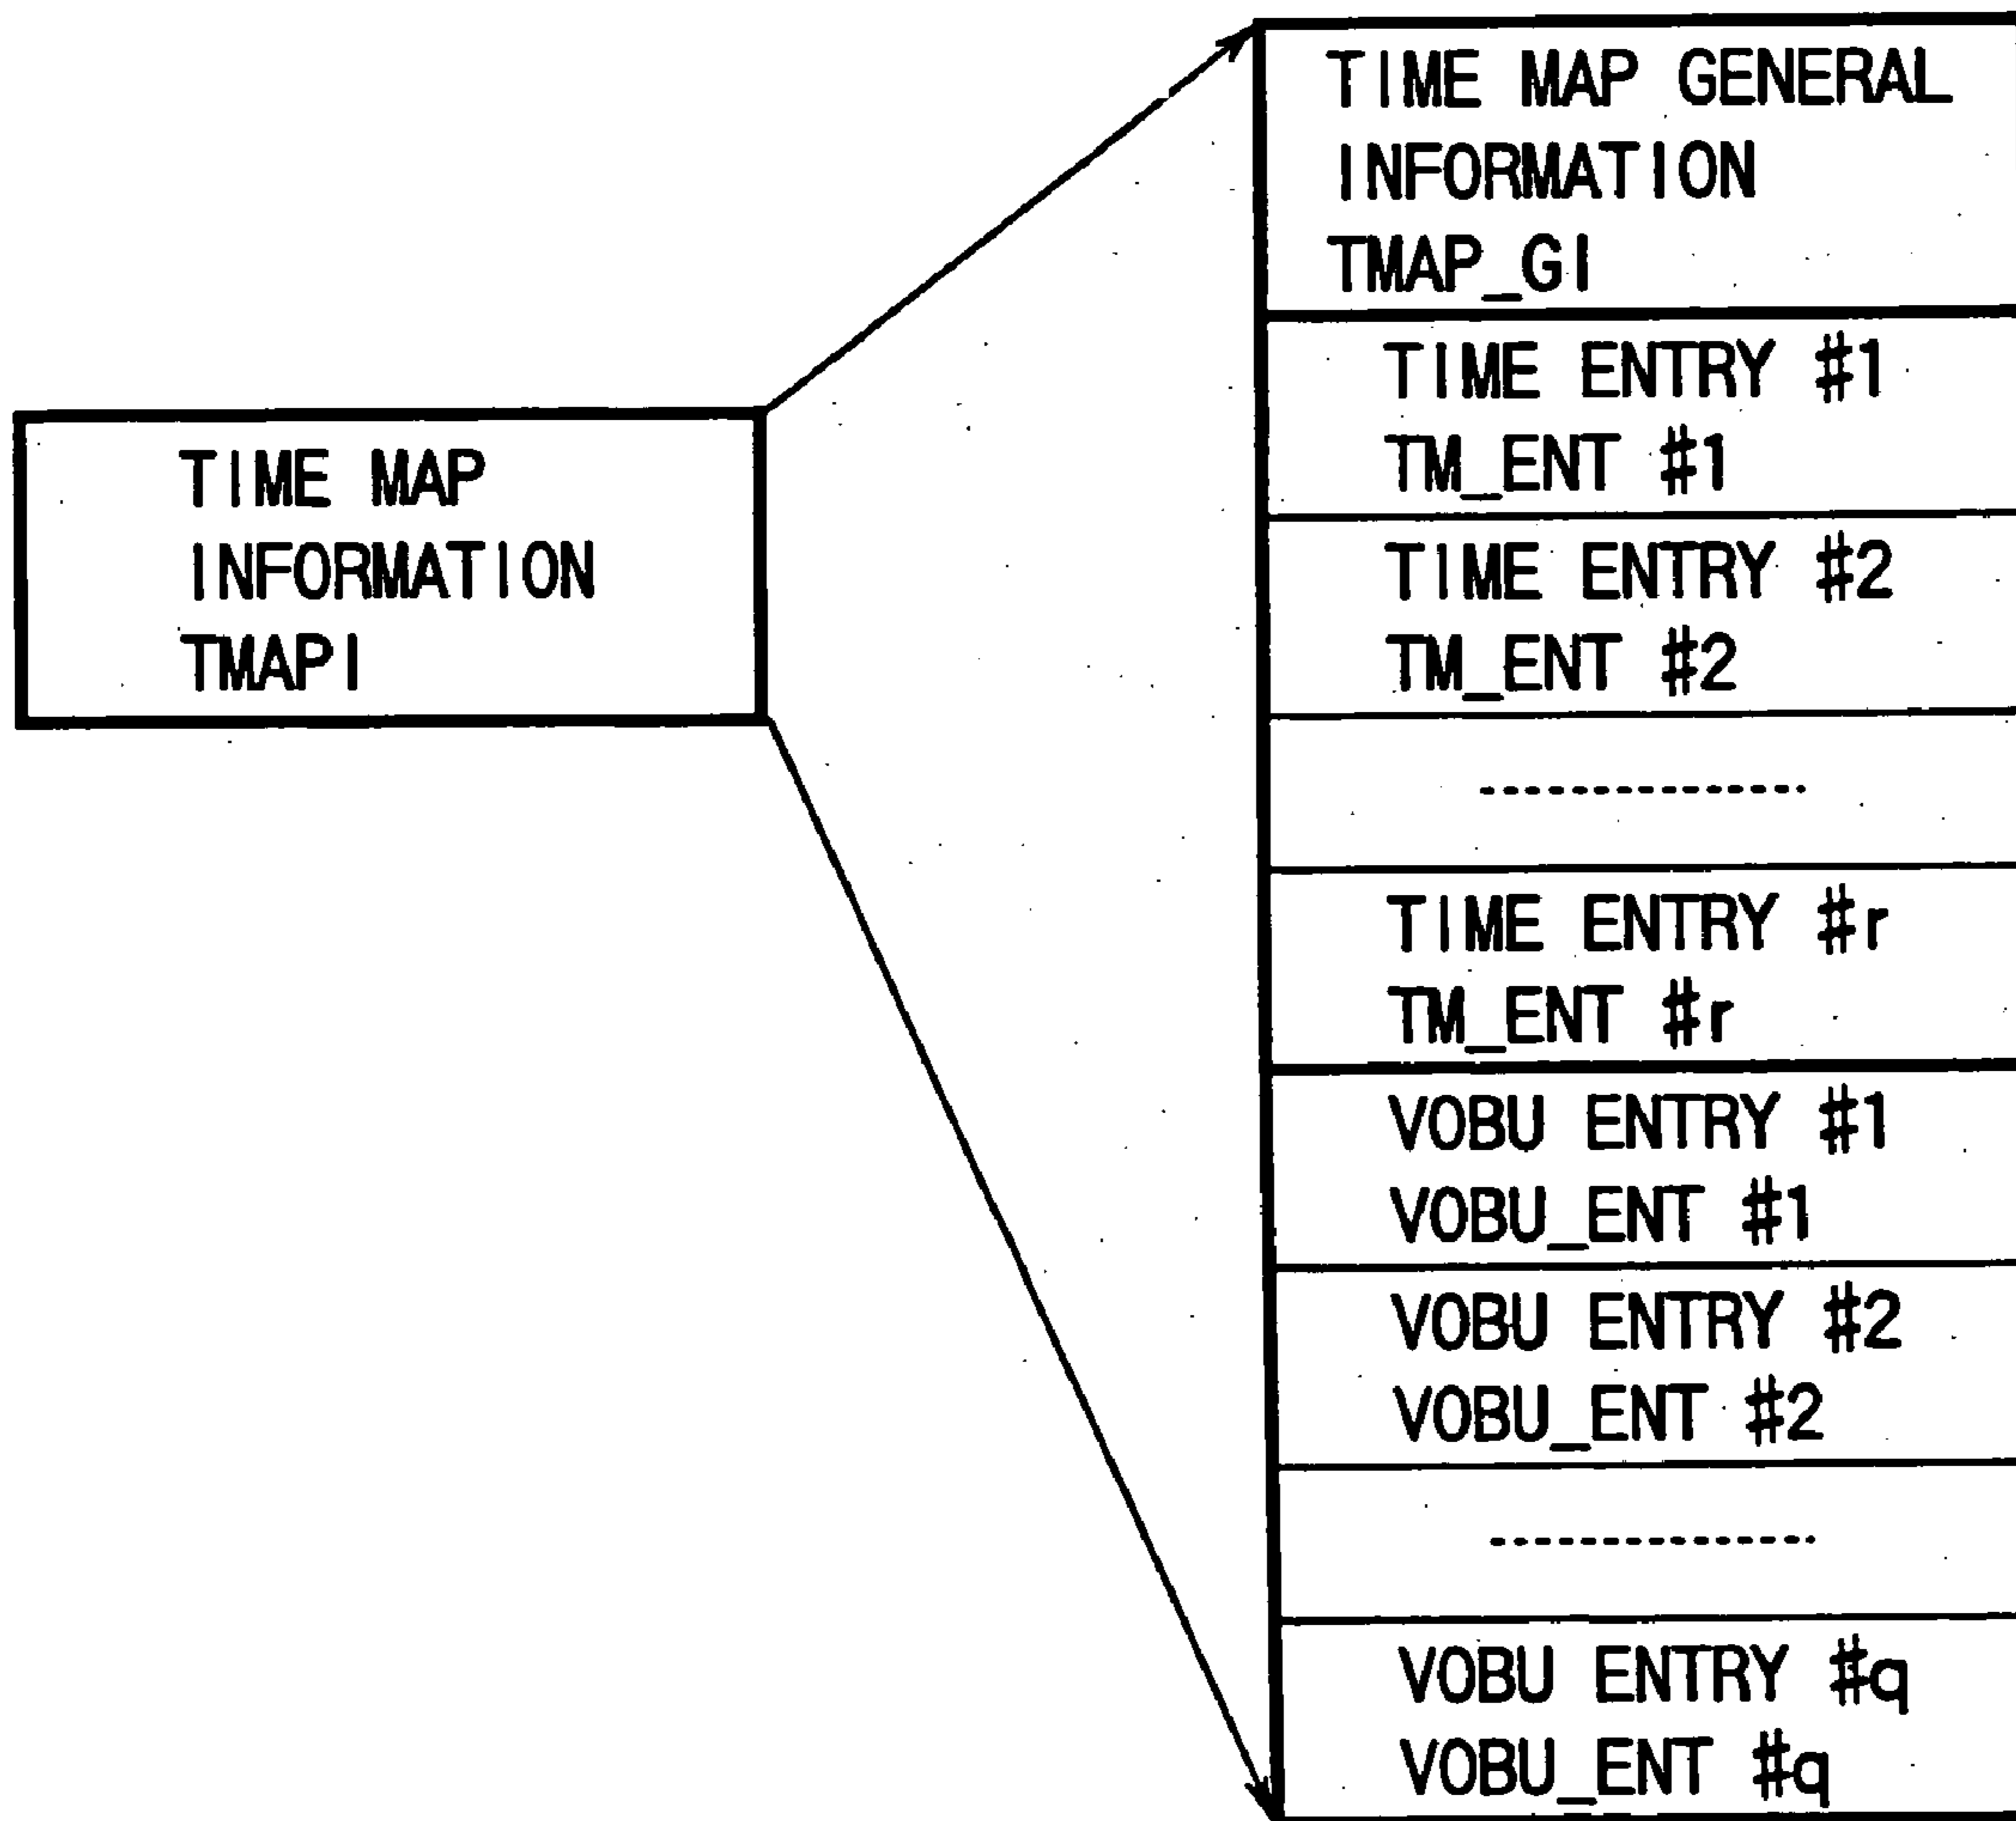 TIME MAP
INFORMATION
TMAPI
TIME MAP GENERAL
INFORMATION
TMAP_GI
TIME ENTRY #1
TM_ENT #1
TIME ENTRY #2
TM_ENT #2
TIME ENTRY #r
TM_ENT #r
VOBU ENTRY #1
VOBU_ENT #1
VOBU ENTRY #2
VOBU_ENT #2
VOBU ENTRY #q
VOBU_ENT #q